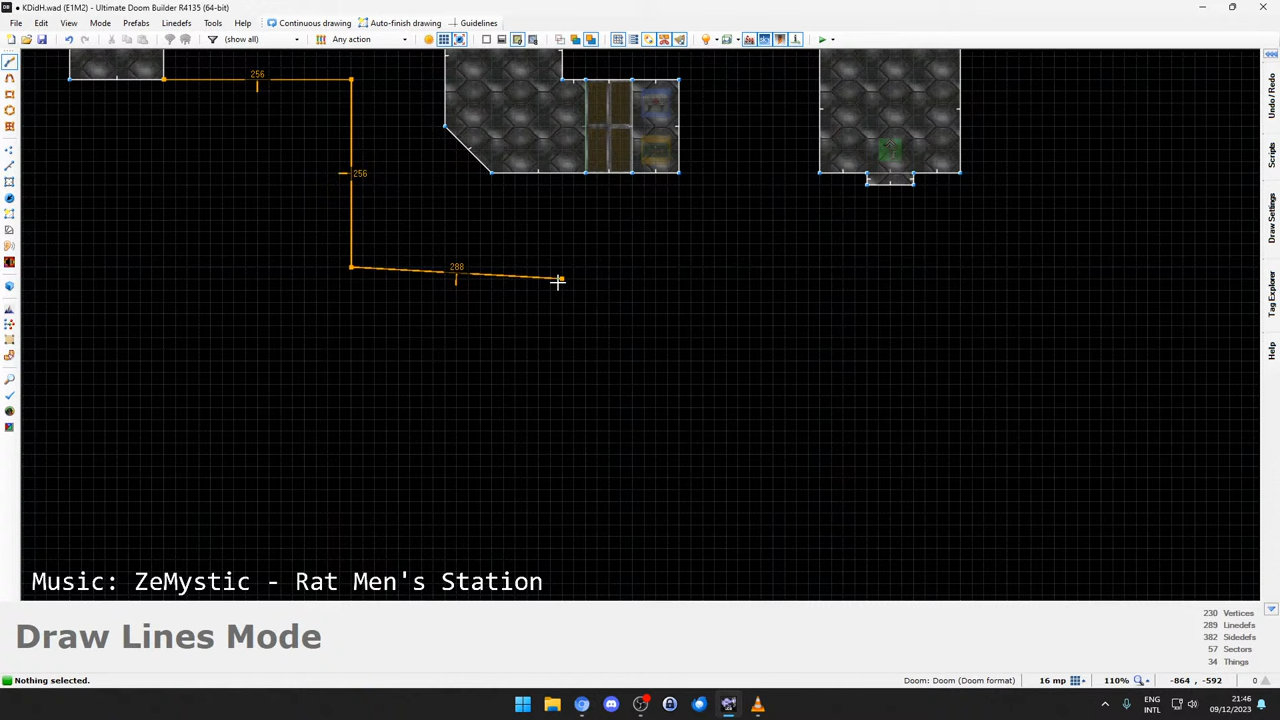 KDiDH.wad (E1M2) - Ultimate Doom Builder R4135 (64-bit)
File Edit View Mode Prefabs Linedefs Tools Help Continuous drawing Auto-finish drawing Guidelines
(show all) Any action
256
256
288
Undo / Redo
Scripts
Draw Settings
Tag Explorer
Help
Music: ZeMystic - Rat Men's Station
Draw Lines Mode
230 Vertices
289 Linedefs
382 Sidedefs
57 Sectors
34 Things
Nothing selected.
Doom: Doom (Doom format) 16 mp 110% -864 , -592 0
ENG
INTL
21:46
09/12/2023